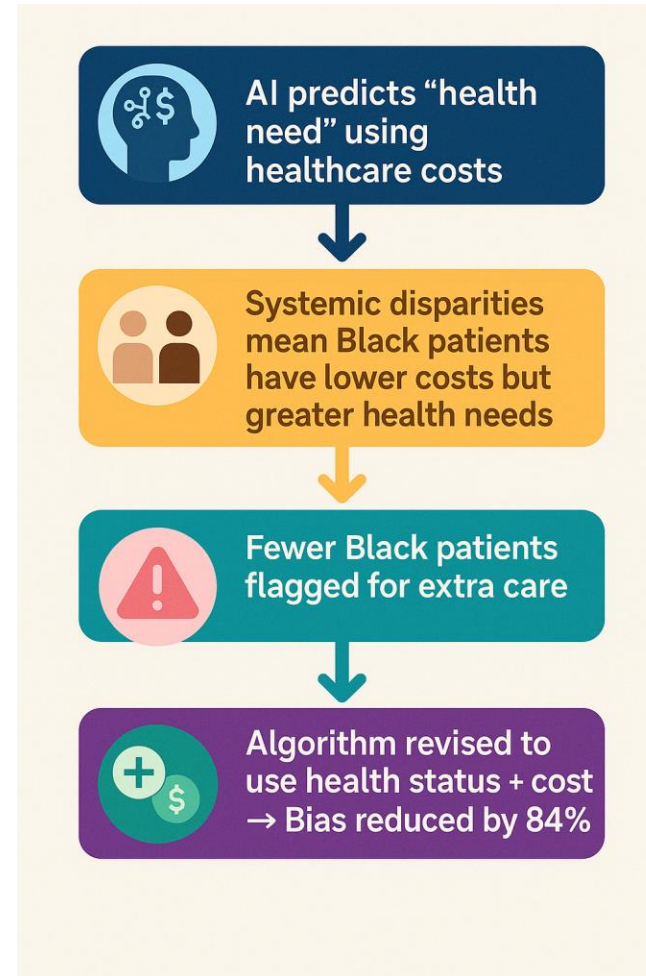 $
AI predicts “health
need” using
healthcare costs
Systemic disparities
mean Black patients
have lower costs but
greater health needs
Fewer Black patients
flagged for extra care
Algorithm revised to
use health status + cost
→ Bias reduced by 84%
$